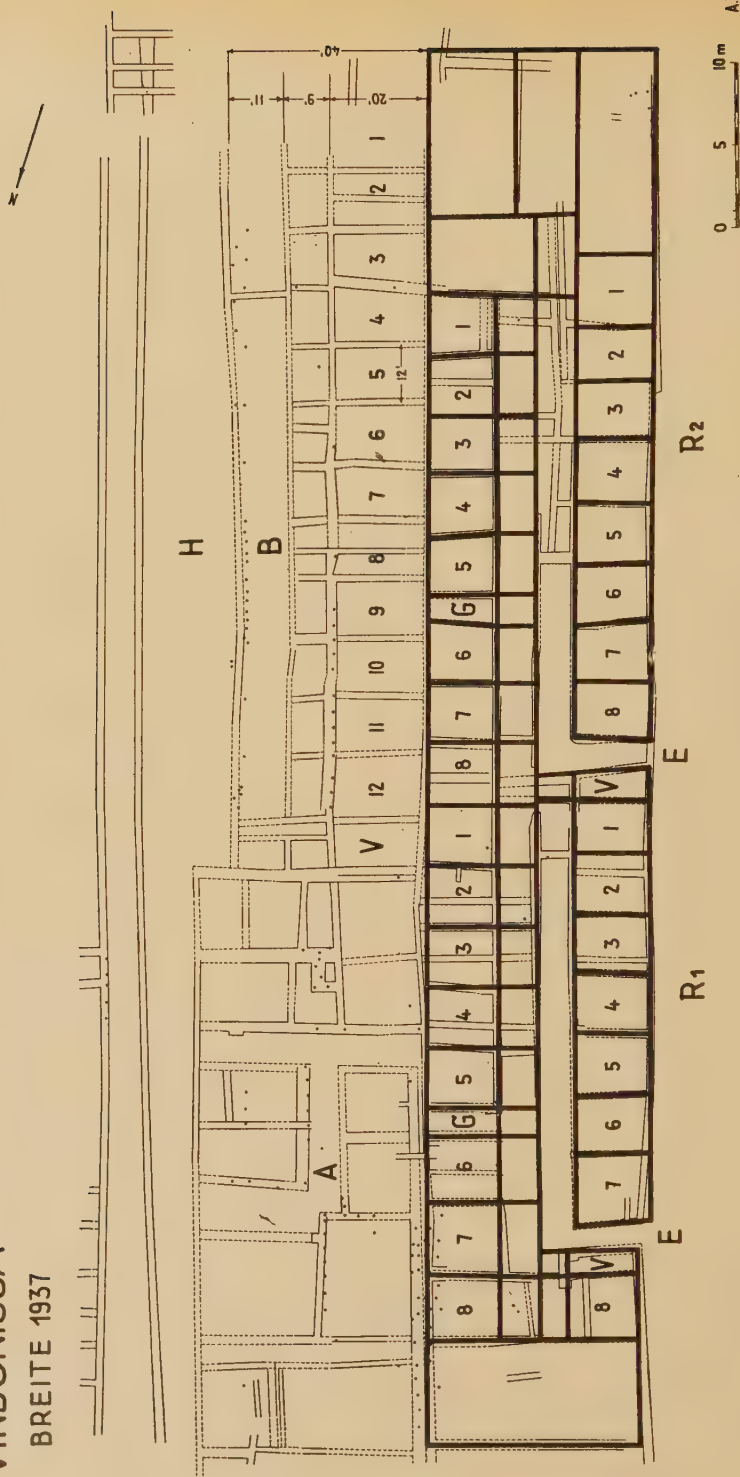 VINDONISSA
BREITE 1937
N
H
B
A
11'
9'
20'
40'
12'
V 12 11 10 9 8 7 6 5 4 3 2 1
8 7 6 G 5 4 3 2 1 8 7 6 G 5 4 3 2 1
8 V 7 6 5 4 3 2 1 V 8 7 6 5 4 3 2 1
E E
R1 R2
0 5 10 m
A.